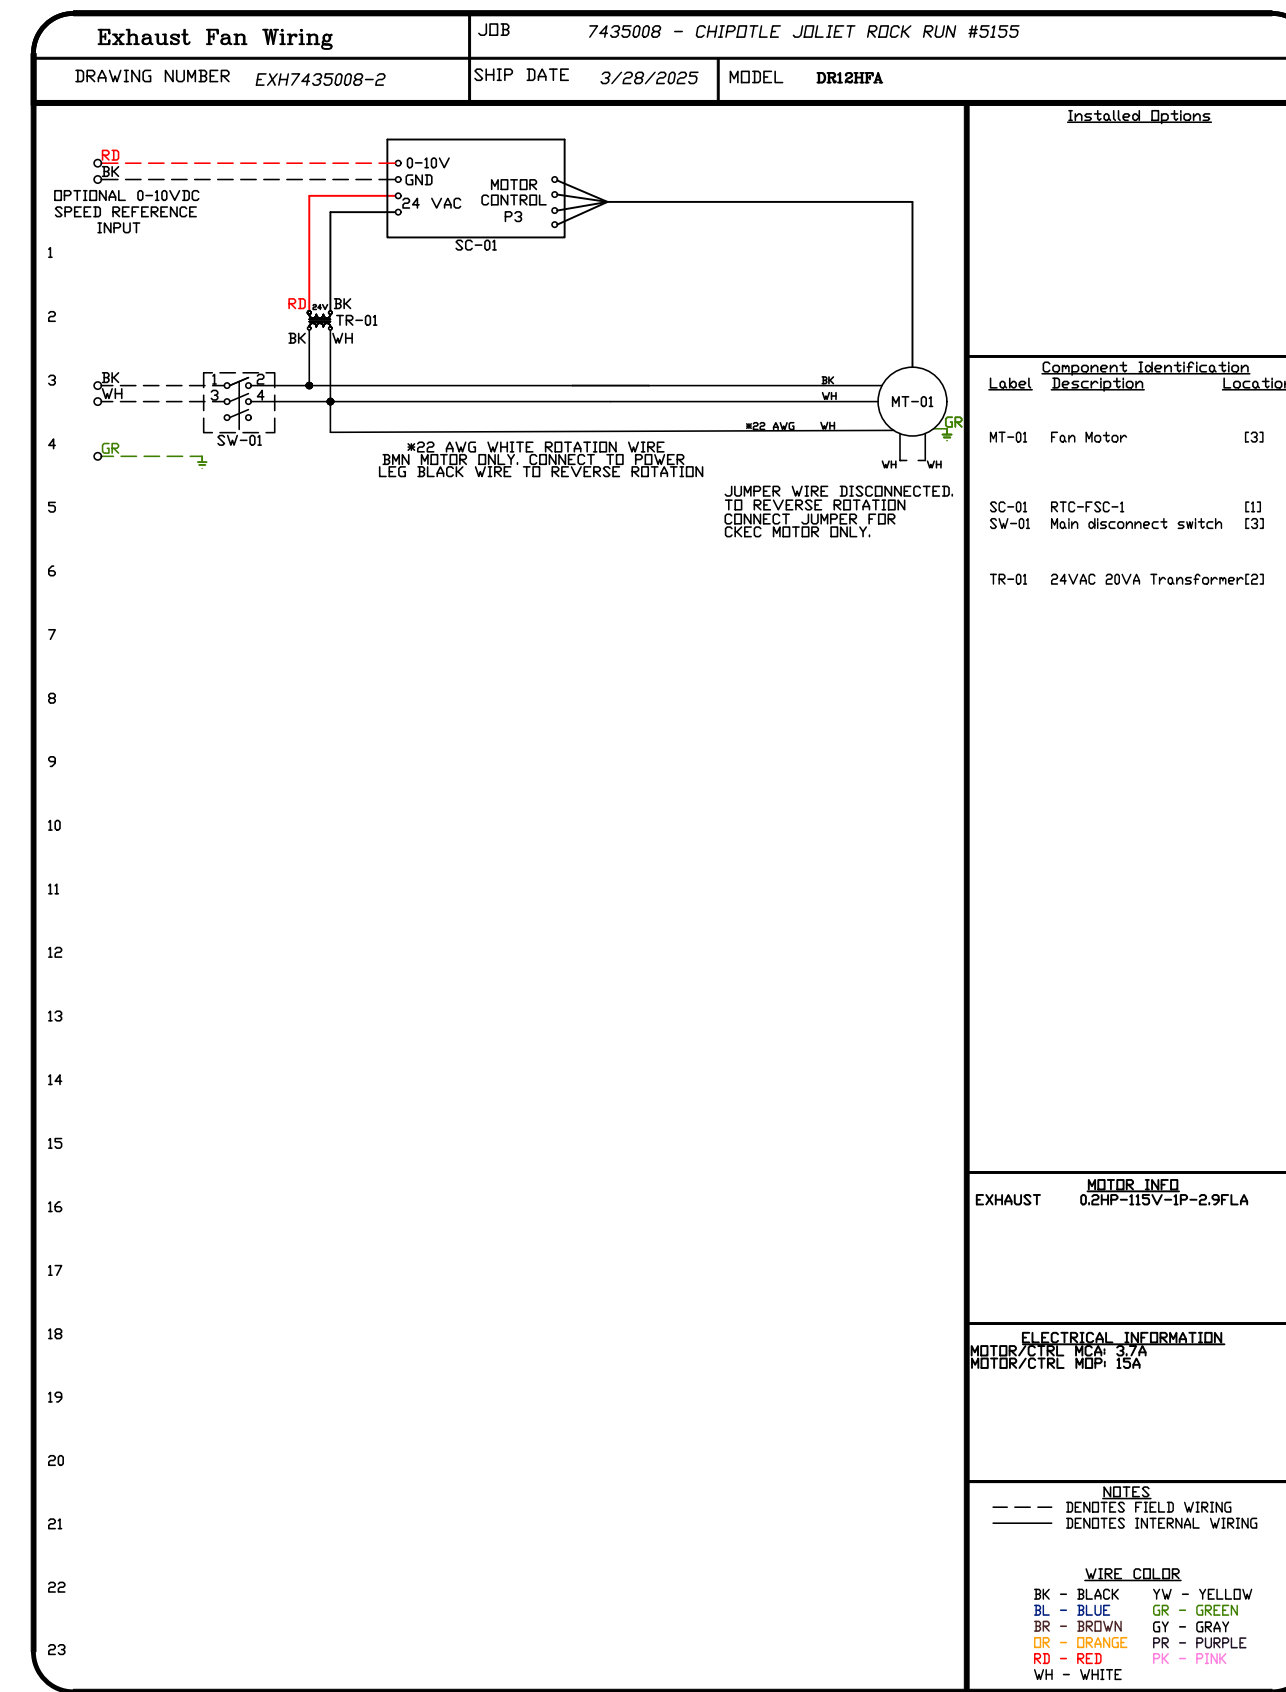 Exhaust Fan Wiring
JOB 7435008 - CHIPOTLE JOLIET ROCK RUN #5155
DRAWING NUMBER EXH7435008-2
SHIP DATE 3/28/2025
MODEL DR12HFA
RD
BK
OPTIONAL 0-10VDC
SPEED REFERENCE
INPUT
0-10V
GND
24 VAC
MOTOR
CONTROL
P3
SC-01
RD 24V BK
TR-01
BK WH
BK
WH
1 2
3 4
SW-01
GR
BK
WH
*22 AWG WH
MT-01
GR
WH WH
*22 AWG WHITE ROTATION WIRE
BMN MOTOR ONLY. CONNECT TO POWER
LEG BLACK WIRE TO REVERSE ROTATION
JUMPER WIRE DISCONNECTED.
TO REVERSE ROTATION
CONNECT JUMPER FOR
CKEC MOTOR ONLY.
1
2
3
4
5
6
7
8
9
10
11
12
13
14
15
16
17
18
19
20
21
22
23
Installed Options
Component Identification
Label Description Location
MT-01 Fan Motor [3]
SC-01 RTC-FSC-1 [1]
SW-01 Main disconnect switch [3]
TR-01 24VAC 20VA Transformer[2]
MOTOR INFO
EXHAUST 0.2HP-115V-1P-2.9FLA
ELECTRICAL INFORMATION
MOTOR/CTRL MCA: 3.7A
MOTOR/CTRL MOP: 15A
NOTES
DENOTES FIELD WIRING
DENOTES INTERNAL WIRING
WIRE COLOR
BK - BLACK YW - YELLOW
BL - BLUE GR - GREEN
BR - BROWN GY - GRAY
OR - ORANGE PR - PURPLE
RD - RED PK - PINK
WH - WHITE